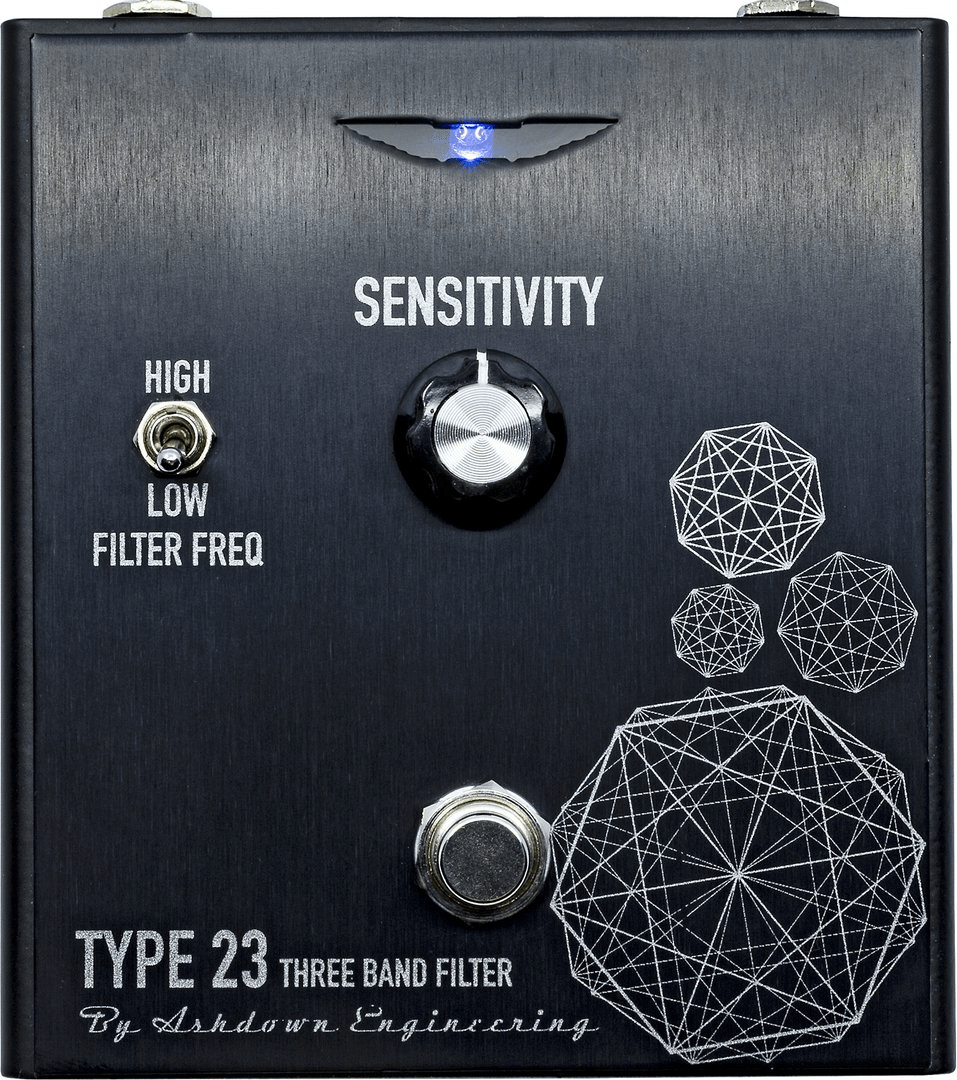 SENSITIVITY
HIGH
LOW
FILTER FREQ
TYPE 23 THREE BAND FILTER
By Ashdown Engineering